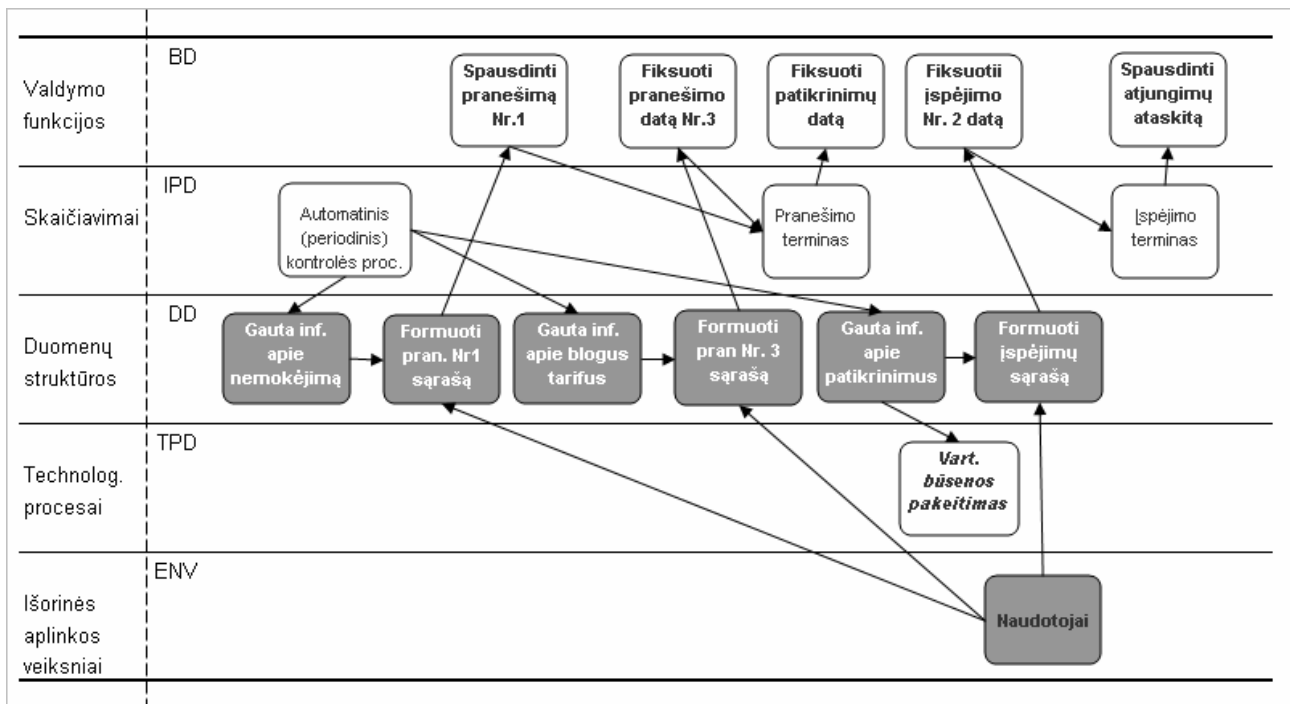 BD
Valdymo
funkcijos
Spausdinti
pranešimą
Nr.1
Fiksuoti
pranešimo
datą Nr.3
Fiksuoti
patikrinimų
datą
Fiksuotii
įspėjimo
Nr. 2 datą
Spausdinti
atjungimų
ataskitą
IPD
Skaičiavimai
Automatinis
(periodinis)
kontrolės proc.
Pranešimo
terminas
Įspėjimo
terminas
DD
Duomenų
struktūros
Gauta inf.
apie
nemokėjimą
Formuoti
pran. Nr1
sąrašą
Gauta inf.
apie blogus
tarifus
Formuoti
pran Nr. 3
sąrašą
Gauta inf.
apie
patikrinimus
Formuoti
įspėjimų
sąrašą
TPD
Technolog.
procesai
Vart.
būsenos
pakeitimas
ENV
Išorinės
aplinkos
veiksniai
Naudotojai